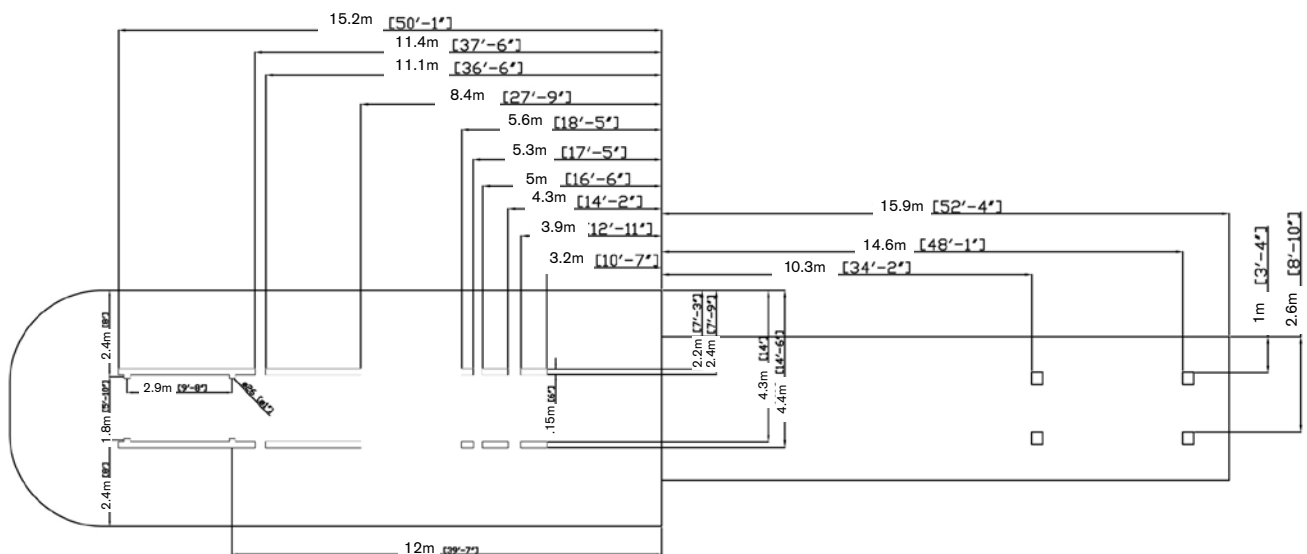 15.2m [50'-1"]
11.4m [37'-6"]
11.1m [36'-6"]
8.4m [27'-9"]
5.6m [18'-5"]
5.3m [17'-5"]
5m [16'-6"]
4.3m [14'-2"]
3.9m [12'-11"]
3.2m [10'-7"]
15.9m [52'-4"]
14.6m [48'-1"]
10.3m [34'-2"]
1m [3'-4"]
2.6m [8'-10"]
2.4m [8']
2.2m [7'-3"]
2.4m [7'-9"]
4.3m [14']
4.4m [14'-6"]
2.9m [9'-8"]
ø26 [ø1"]
.15m [6"]
1.8m [5'-10"]
2.4m [8']
12m [39'-7"]